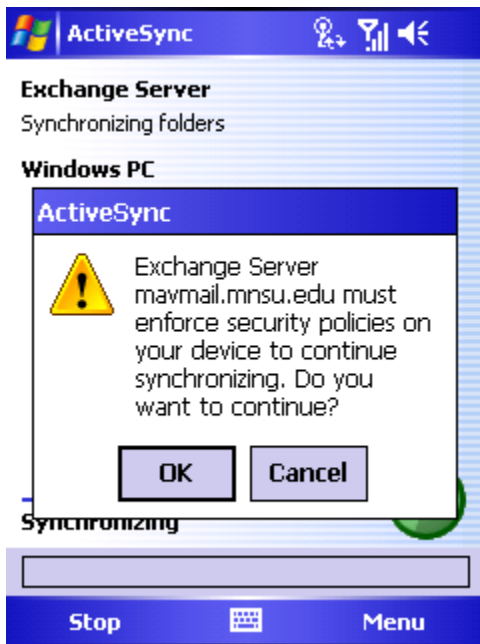 ActiveSync
Exchange Server
Synchronizing folders
Windows PC
ActiveSync
Exchange Server
mavmail.mnsu.edu must
enforce security policies on
your device to continue
synchronizing. Do you
want to continue?
OK Cancel
Synchronizing
Stop Menu